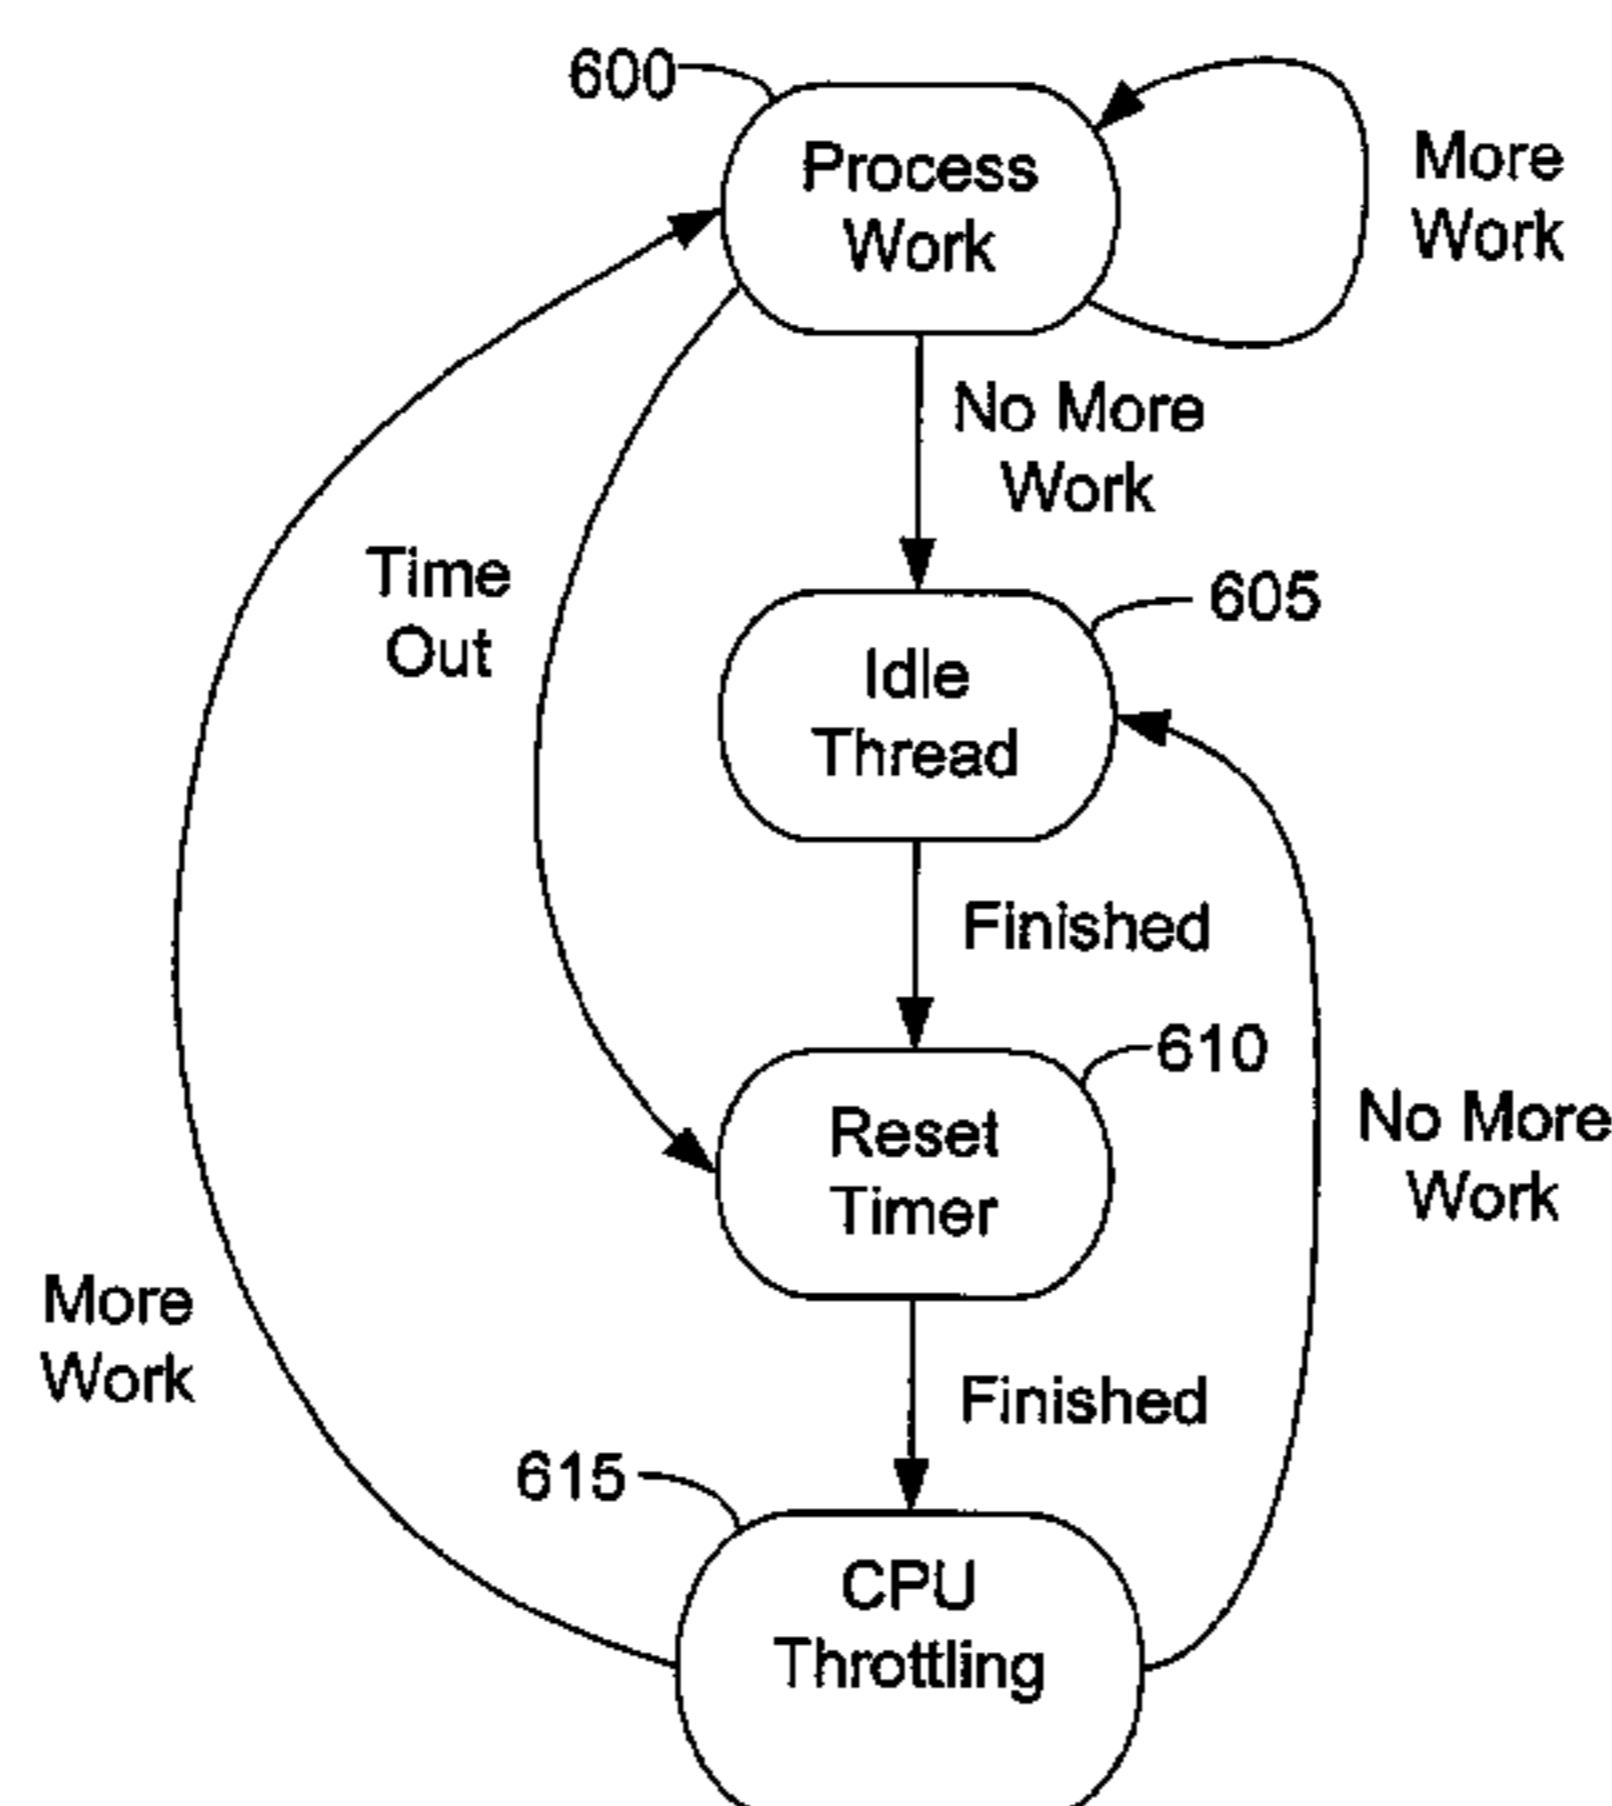 600
Process
Work
More
Work
No More
Work
Time
Out
605
Idle
Thread
Finished
610
Reset
Timer
No More
Work
More
Work
Finished
615
CPU
Throttling